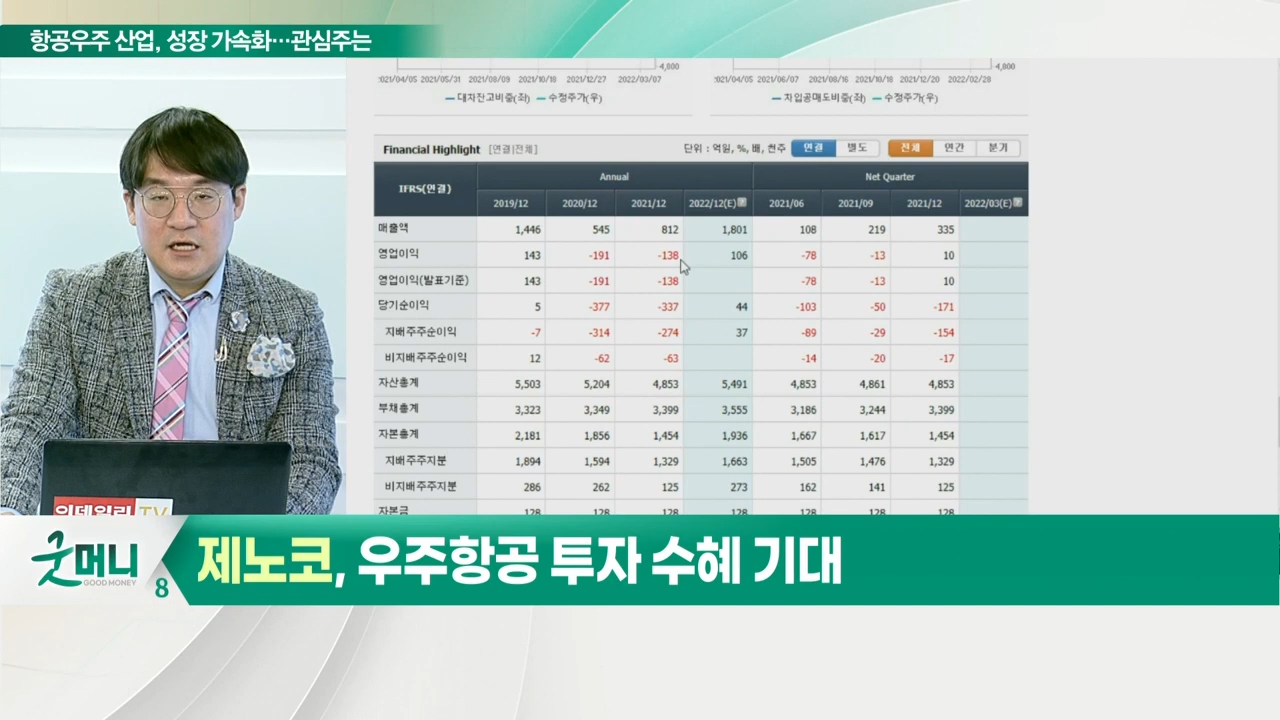 항공우주 산업, 성장 가속화…관심주는
4,000 4,000
2021/04/05 2021/05/31 2021/08/09 2021/10/18 2021/12/27 2022/03/07 2021/04/05 2021/06/07 2021/08/16 2021/10/18 2021/12/20 2022/02/28
대차잔고비중(좌) 수정주가(우) 차입공매도비중(좌) 수정주가(우)
Financial Highlight [연결|전체] 단위 : 억원, %, 배, 천주 연결 별도 전체 연간 분기
IFRS(연결) Annual Net Quarter
2019/12 2020/12 2021/12 2022/12(E) 2021/06 2021/09 2021/12 2022/03(E)
매출액 1,446 545 812 1,801 108 219 335
영업이익 143 -191 -138 106 -78 -13 10
영업이익(발표기준) 143 -191 -138 -78 -13 10
당기순이익 5 -377 -337 44 -103 -50 -171
지배주주순이익 -7 -314 -274 37 -89 -29 -154
비지배주주순이익 12 -62 -63 -14 -20 -17
자산총계 5,503 5,204 4,853 5,491 4,853 4,861 4,853
부채총계 3,323 3,349 3,399 3,555 3,186 3,244 3,399
자본총계 2,181 1,856 1,454 1,936 1,667 1,617 1,454
지배주주지분 1,894 1,594 1,329 1,663 1,505 1,476 1,329
비지배주주지분 286 262 125 273 162 141 125
자본금 128 128 128 128 128 128 128
TV
굿머니 GOOD MONEY 8
제노코, 우주항공 투자 수혜 기대